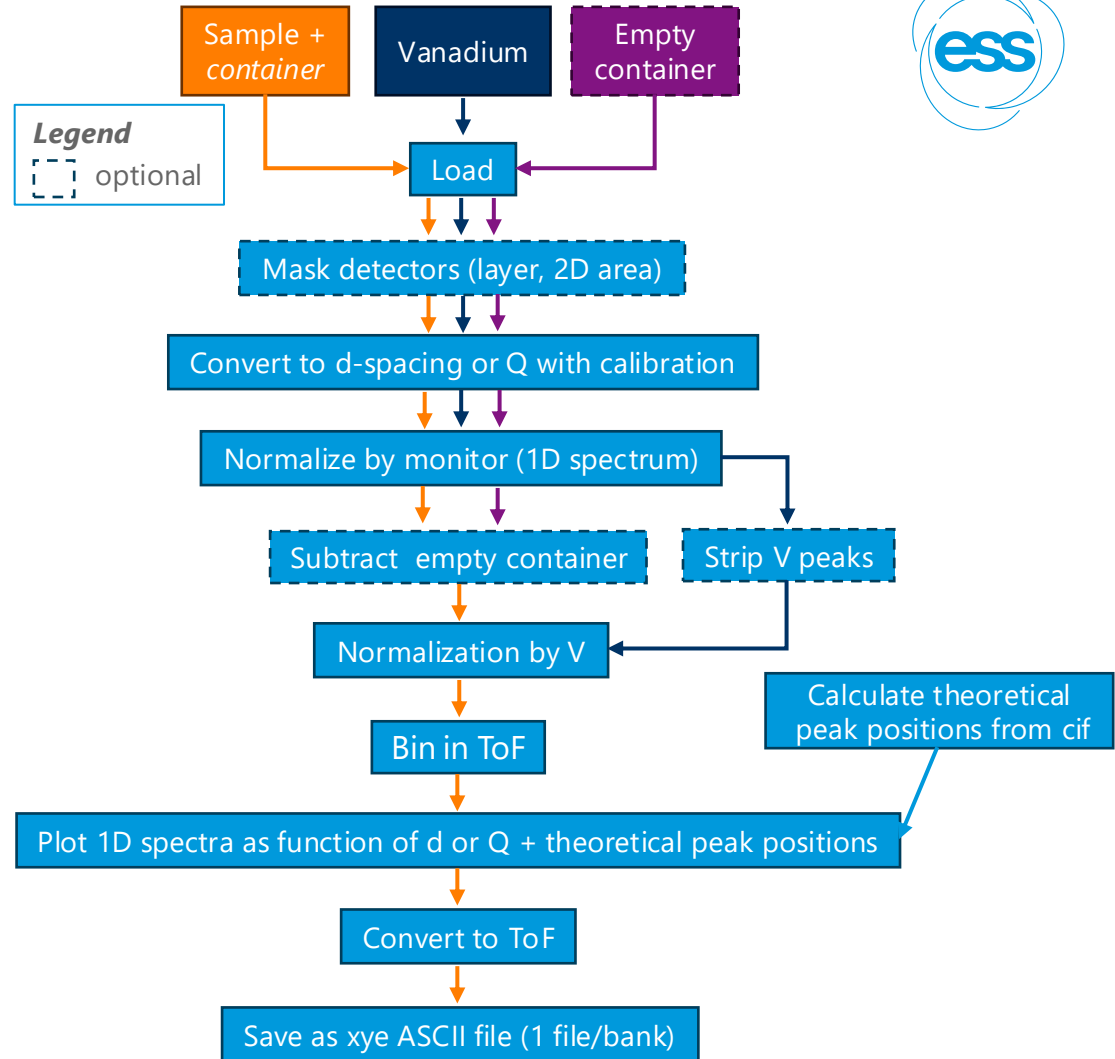 Sample +
container
Vanadium
Empty
container
ess
Legend
optional
Load
Mask detectors (layer, 2D area)
Convert to d-spacing or Q with calibration
Normalize by monitor (1D spectrum)
Subtract empty container
Strip V peaks
Normalization by V
Calculate theoretical
peak positions from cif
Bin in ToF
Plot 1D spectra as function of d or Q + theoretical peak positions
Convert to ToF
Save as xye ASCII file (1 file/bank)